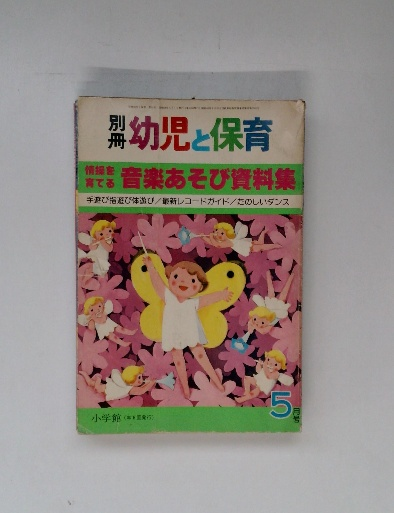 別冊 幼児と保育
情操を育てる 音楽あそび資料集
手遊び指遊び体遊び／最新レコードガイド／たのしいダンス
5月号
小学館